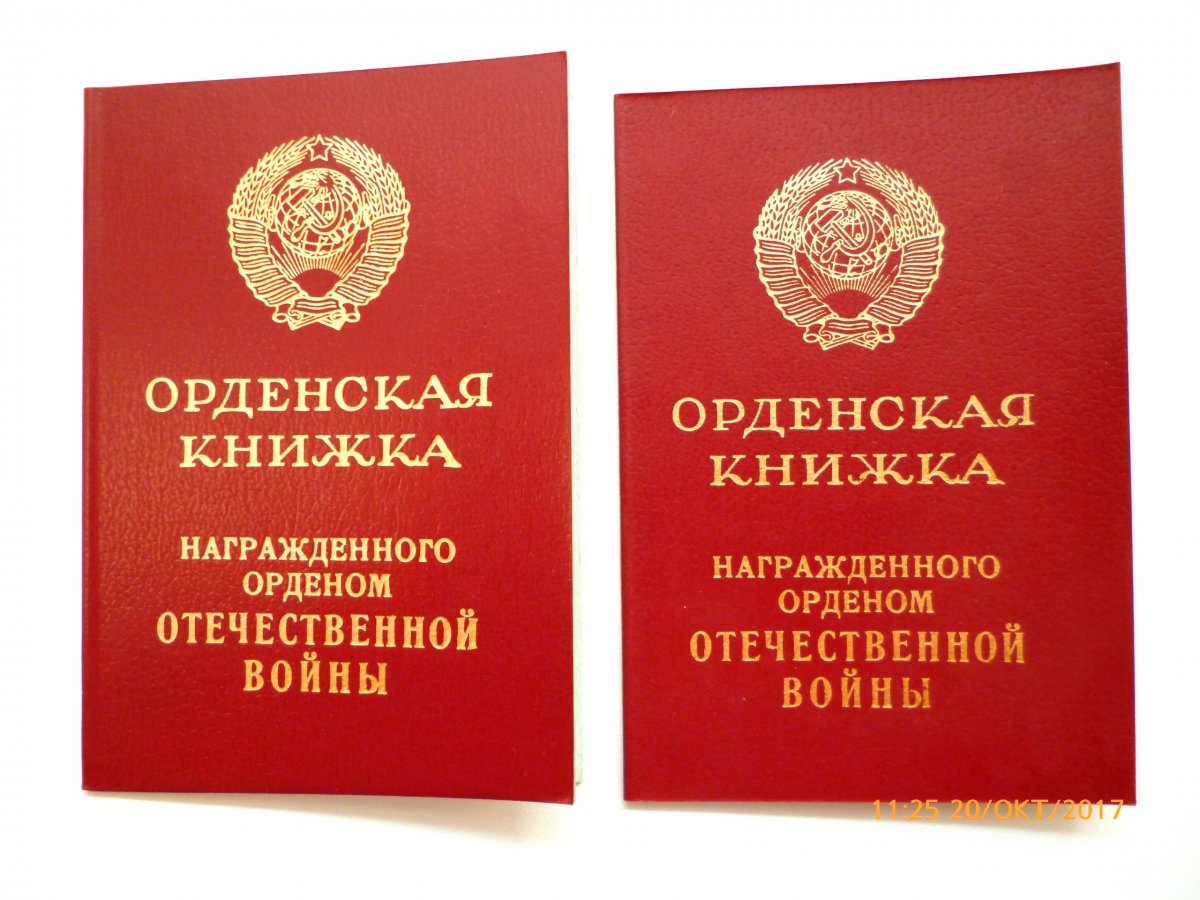 ОРДЕНСКАЯ
КНИЖКА
НАГРАЖДЕННОГО
ОРДЕНОМ
ОТЕЧЕСТВЕННОЙ
ВОЙНЫ
ОРДЕНСКАЯ
КНИЖКА
НАГРАЖДЕННОГО
ОРДЕНОМ
ОТЕЧЕСТВЕННОЙ
ВОЙНЫ
11:25 20/ОКТ/2017